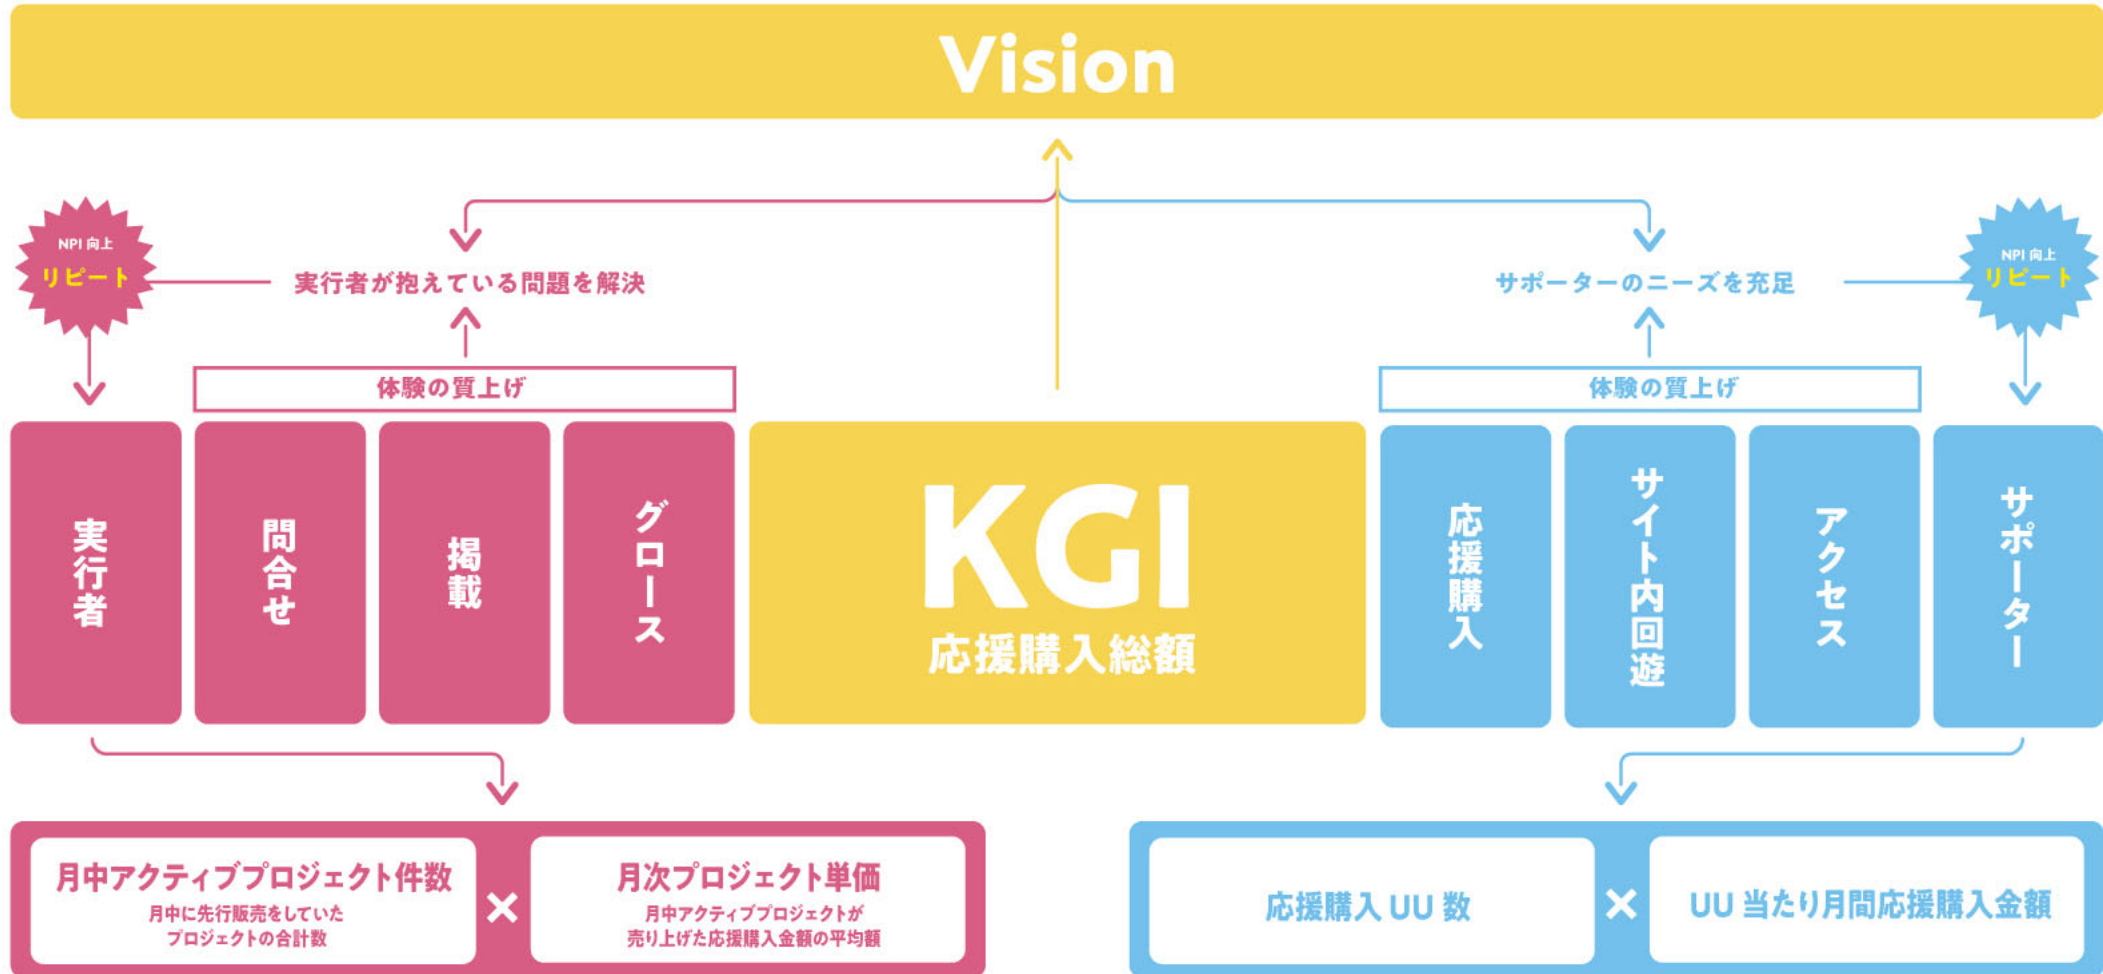 Vision
NPI 向上
リピート
実行者が抱えている問題を解決
サポーターのニーズを充足
NPI 向上
リピート
体験の質上げ
体験の質上げ
実行者
問合せ
掲載
グロース
KGI
応援購入総額
応援購入
サイト内回遊
アクセス
サポーター
月中アクティブプロジェクト件数
月中に先行販売をしていた
プロジェクトの合計数
×
月次プロジェクト単価
月中アクティブプロジェクトが
売り上げた応援購入金額の平均額
応援購入 UU 数
×
UU 当たり月間応援購入金額